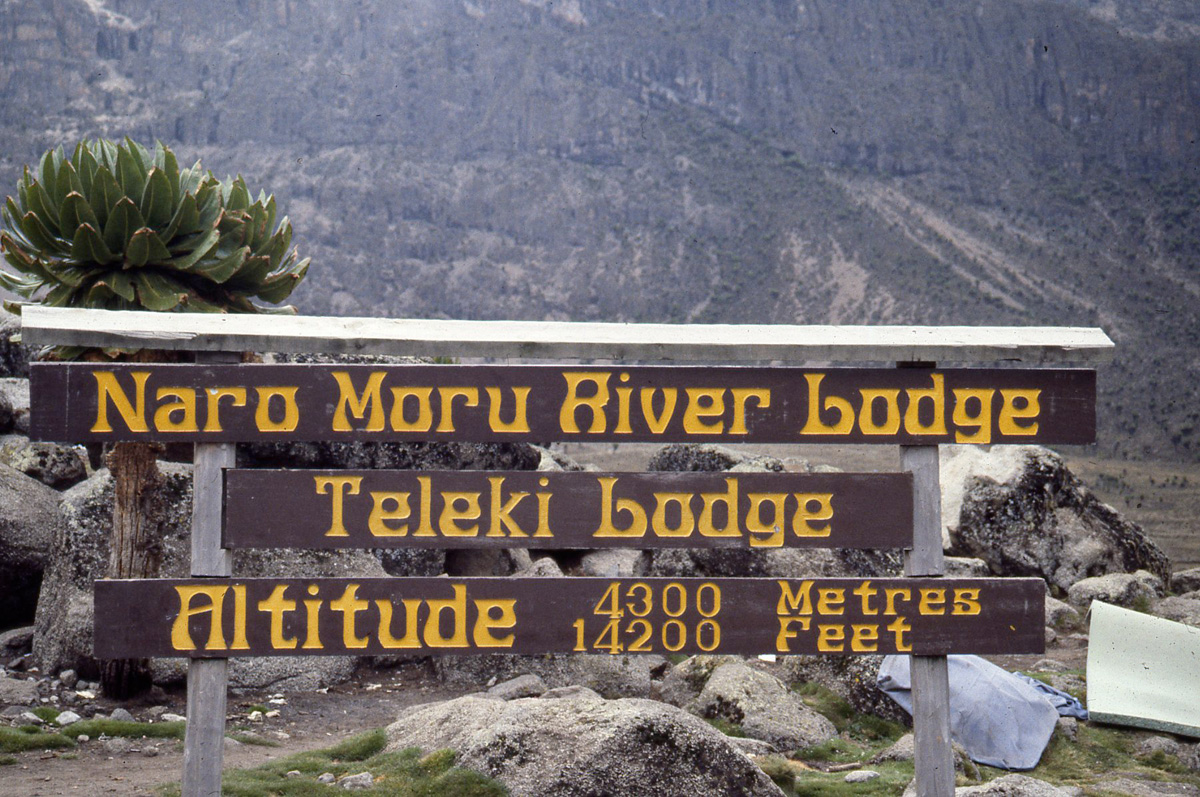 Naro Moru River Lodge
Teleki Lodge
Altitude 4300 Metres
14200 Feet